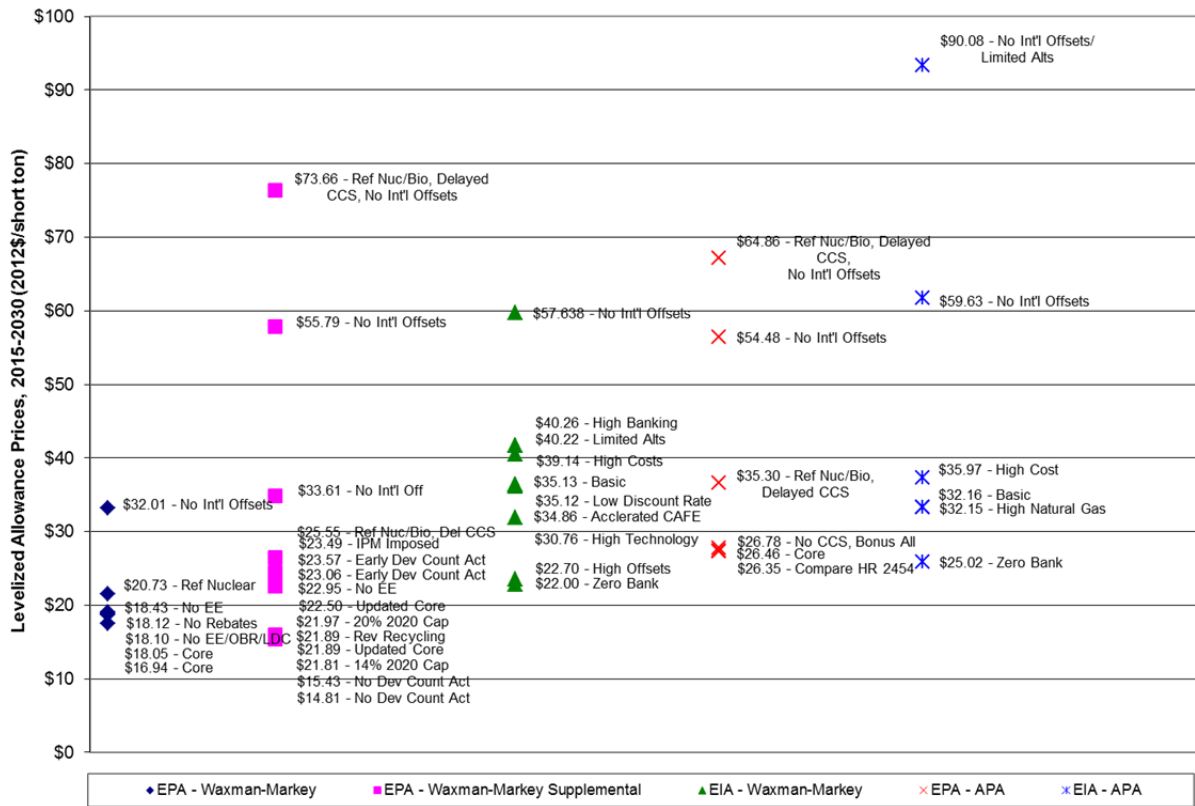 $100
$90
$80
$70
$60
$50
$40
$30
$20
$10
$0
Levelized Allowance Prices, 2015-2030 (2012$/short ton)
$32.01 - No Int'l Offsets
$20.73 - Ref Nuclear
$18.43 - No EE
$18.12 - No Rebates
$18.10 - No EE/OBR/LDC
$18.05 - Core
$16.94 - Core
$73.66 - Ref Nuc/Bio, Delayed
CCS, No Int'l Offsets
$55.79 - No Int'l Offsets
$33.61 - No Int'l Off
$25.55 - Ref Nuc/Bio, Del CCS
$23.49 - IPM Imposed
$23.57 - Early Dev Count Act
$23.06 - Early Dev Count Act
$22.95 - No EE
$22.50 - Updated Core
$21.97 - 20% 2020 Cap
$21.89 - Rev Recycling
$21.89 - Updated Core
$21.81 - 14% 2020 Cap
$15.43 - No Dev Count Act
$14.81 - No Dev Count Act
$57.638 - No Int'l Offsets
$40.26 - High Banking
$40.22 - Limited Alts
$39.14 - High Costs
$35.13 - Basic
$35.12 - Low Discount Rate
$34.86 - Acclerated CAFE
$30.76 - High Technology
$22.70 - High Offsets
$22.00 - Zero Bank
$64.86 - Ref Nuc/Bio, Delayed
CCS,
No Int'l Offsets
$54.48 - No Int'l Offsets
$35.30 - Ref Nuc/Bio,
Delayed CCS
$26.78 - No CCS, Bonus All
$26.46 - Core
$26.35 - Compare HR 2454
$90.08 - No Int'l Offsets/
Limited Alts
$59.63 - No Int'l Offsets
$35.97 - High Cost
$32.16 - Basic
$32.15 - High Natural Gas
$25.02 - Zero Bank
EPA - Waxman-Markey
EPA - Waxman-Markey Supplemental
EIA - Waxman-Markey
EPA - APA
EIA - APA